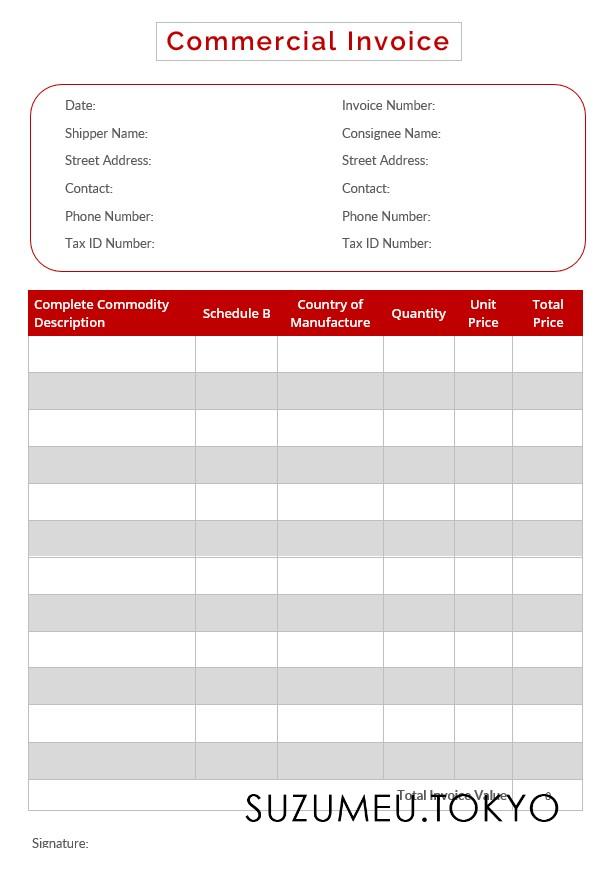 Commercial Invoice
Date: Invoice Number:
Shipper Name: Consignee Name:
Street Address: Street Address:
Contact: Contact:
Phone Number: Phone Number:
Tax ID Number: Tax ID Number:
Complete Commodity Description Schedule B Country of Manufacture Quantity Unit Price Total Price
Total Invoice Value 0
SUZUMEU.TOKYO
Signature: